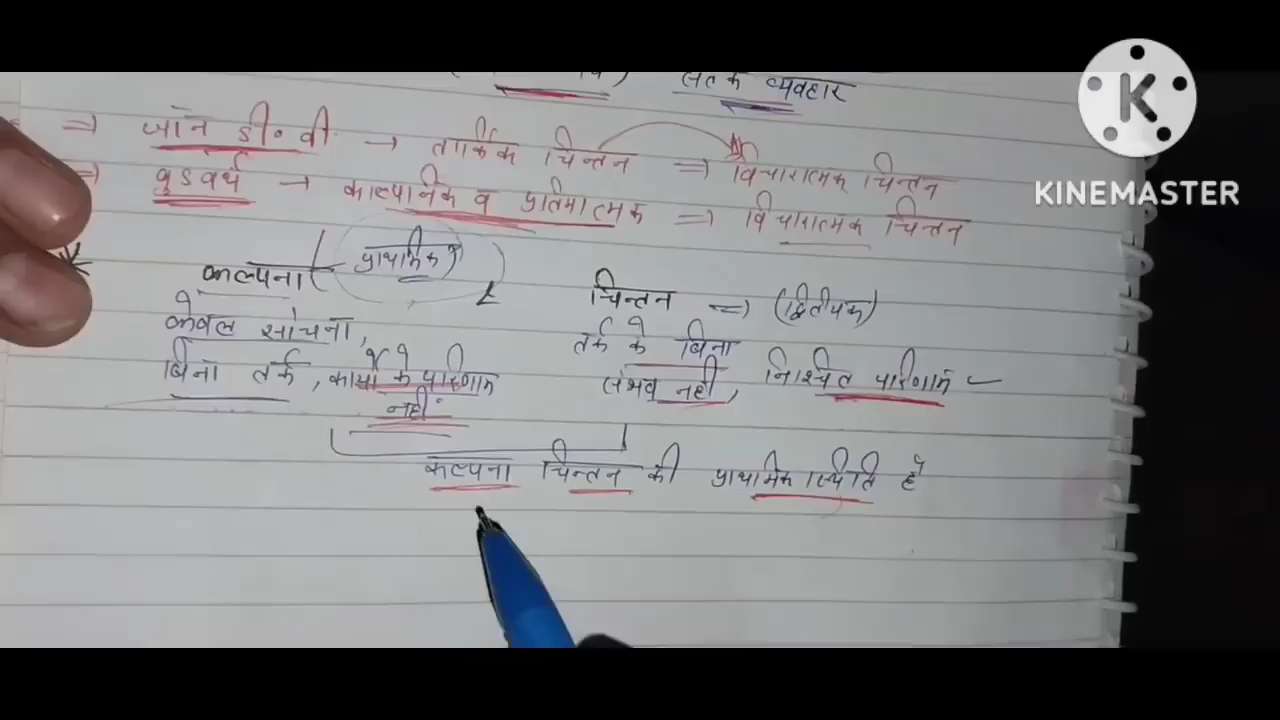 सतर्क व्यवहार
⇒ जॉन डी॰ वी. → तार्किक चिन्तन ⇒ विचारात्मक चिन्तन
⇒ वुडवर्थ → काल्पनिक व प्रतिमात्मक ⇒ विचारात्मक चिन्तन
कल्पना (प्राथमिक)
केवल सोचना,
बिना तर्क, कार्यो के परिणाम
नही.
चिन्तन ⇒ (द्वितीयक)
तर्क के बिना
संभव नही, निश्चित परिणाम
कल्पना चिन्तन की प्राथमिक स्थिति है
K
KINEMASTER